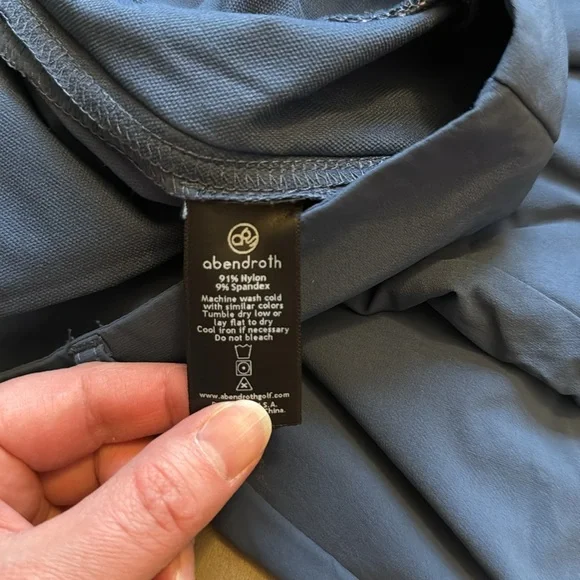 abendroth
91% Nylon
9% Spandex
Machine wash cold
with similar colors
Tumble dry low or
lay flat to dry
Cool iron if necessary
Do not bleach
www.abendrothgolf.com
S.A.
China.